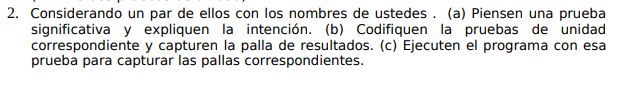 2. Considerando un par de ellos con los nombres de ustedes . (a) Piensen una prueba
significativa y expliquen la intención. (b) Codifiquen la pruebas de unidad
correspondiente y capturen la palla de resultados. (c) Ejecuten el programa con esa
prueba para capturar las pallas correspondientes.